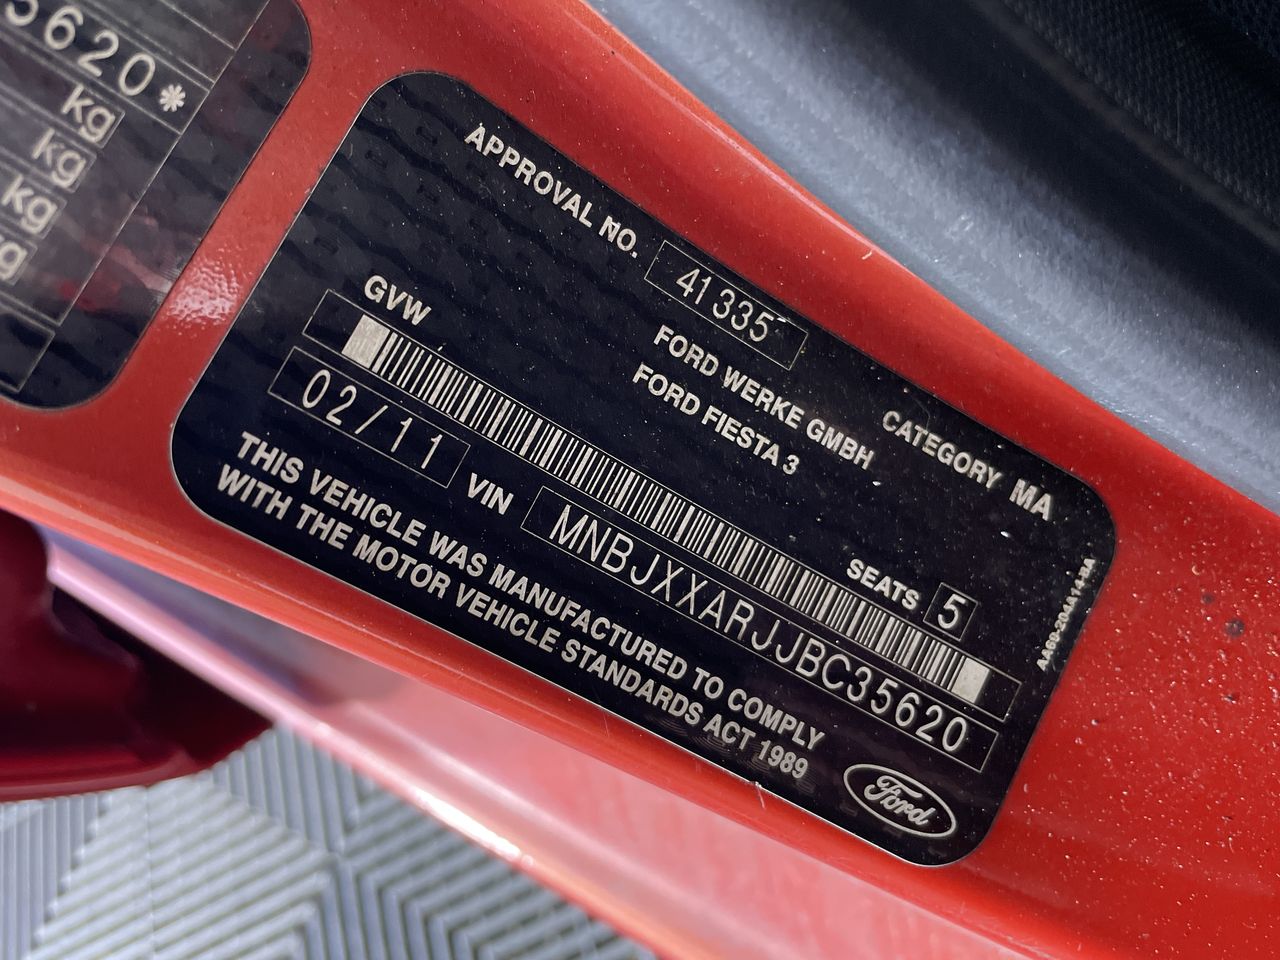 5620*
kg
kg
kg
APPROVAL NO. 41335
CATEGORY MA
FORD WERKE GMBH
FORD FIESTA 3
GVW
SEATS 5
02/11 VIN MNBJXXARJJBC35620
THIS VEHICLE WAS MANUFACTURED TO COMPLY
WITH THE MOTOR VEHICLE STANDARDS ACT 1989
Ford